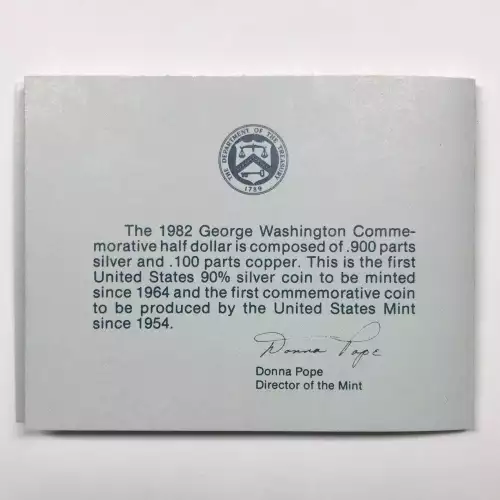 THE DEPARTMENT OF THE TREASURY
1789
The 1982 George Washington Comme-
morative half dollar is composed of .900 parts
silver and .100 parts copper. This is the first
United States 90% silver coin to be minted
since 1964 and the first commemorative coin
to be produced by the United States Mint
since 1954.
Donna Pope
Donna Pope
Director of the Mint